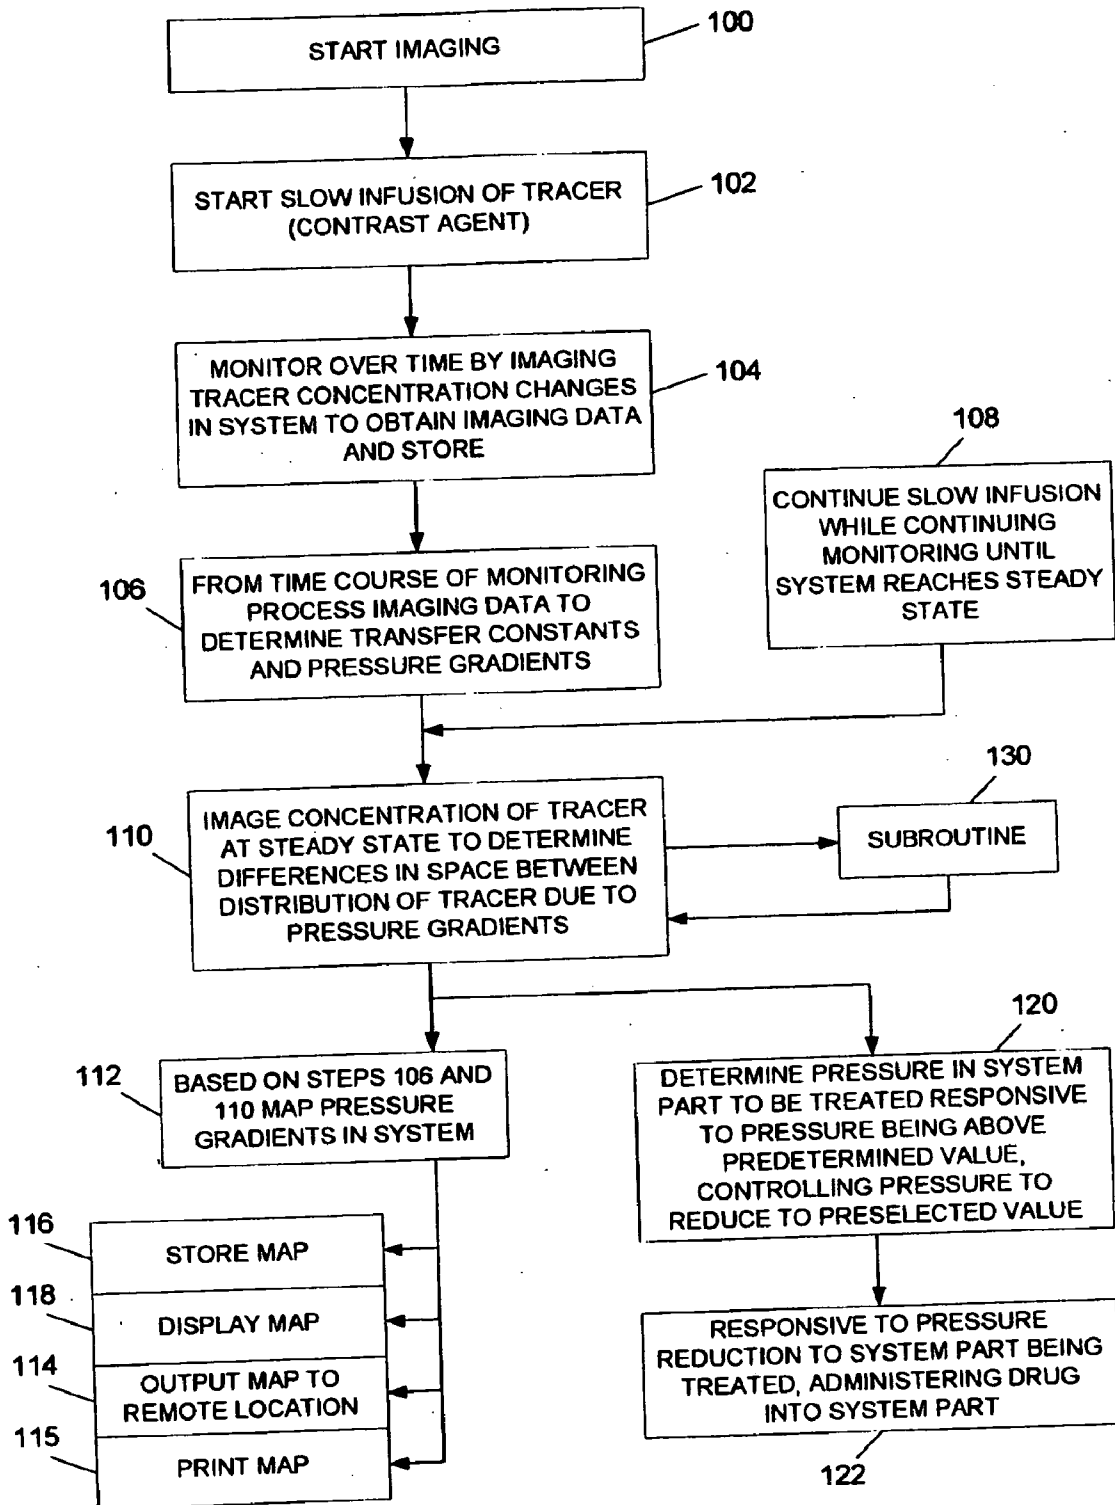 START IMAGING
100
START SLOW INFUSION OF TRACER
(CONTRAST AGENT)
102
MONITOR OVER TIME BY IMAGING
TRACER CONCENTRATION CHANGES
IN SYSTEM TO OBTAIN IMAGING DATA
AND STORE
104
108
CONTINUE SLOW INFUSION
WHILE CONTINUING
MONITORING UNTIL
SYSTEM REACHES STEADY
STATE
106
FROM TIME COURSE OF MONITORING
PROCESS IMAGING DATA TO
DETERMINE TRANSFER CONSTANTS
AND PRESSURE GRADIENTS
110
IMAGE CONCENTRATION OF TRACER
AT STEADY STATE TO DETERMINE
DIFFERENCES IN SPACE BETWEEN
DISTRIBUTION OF TRACER DUE TO
PRESSURE GRADIENTS
130
SUBROUTINE
112
BASED ON STEPS 106 AND
110 MAP PRESSURE
GRADIENTS IN SYSTEM
120
DETERMINE PRESSURE IN SYSTEM
PART TO BE TREATED RESPONSIVE
TO PRESSURE BEING ABOVE
PREDETERMINED VALUE,
CONTROLLING PRESSURE TO
REDUCE TO PRESELECTED VALUE
116
STORE MAP
118
DISPLAY MAP
114
OUTPUT MAP TO
REMOTE LOCATION
115
PRINT MAP
RESPONSIVE TO PRESSURE
REDUCTION TO SYSTEM PART BEING
TREATED, ADMINISTERING DRUG
INTO SYSTEM PART
122